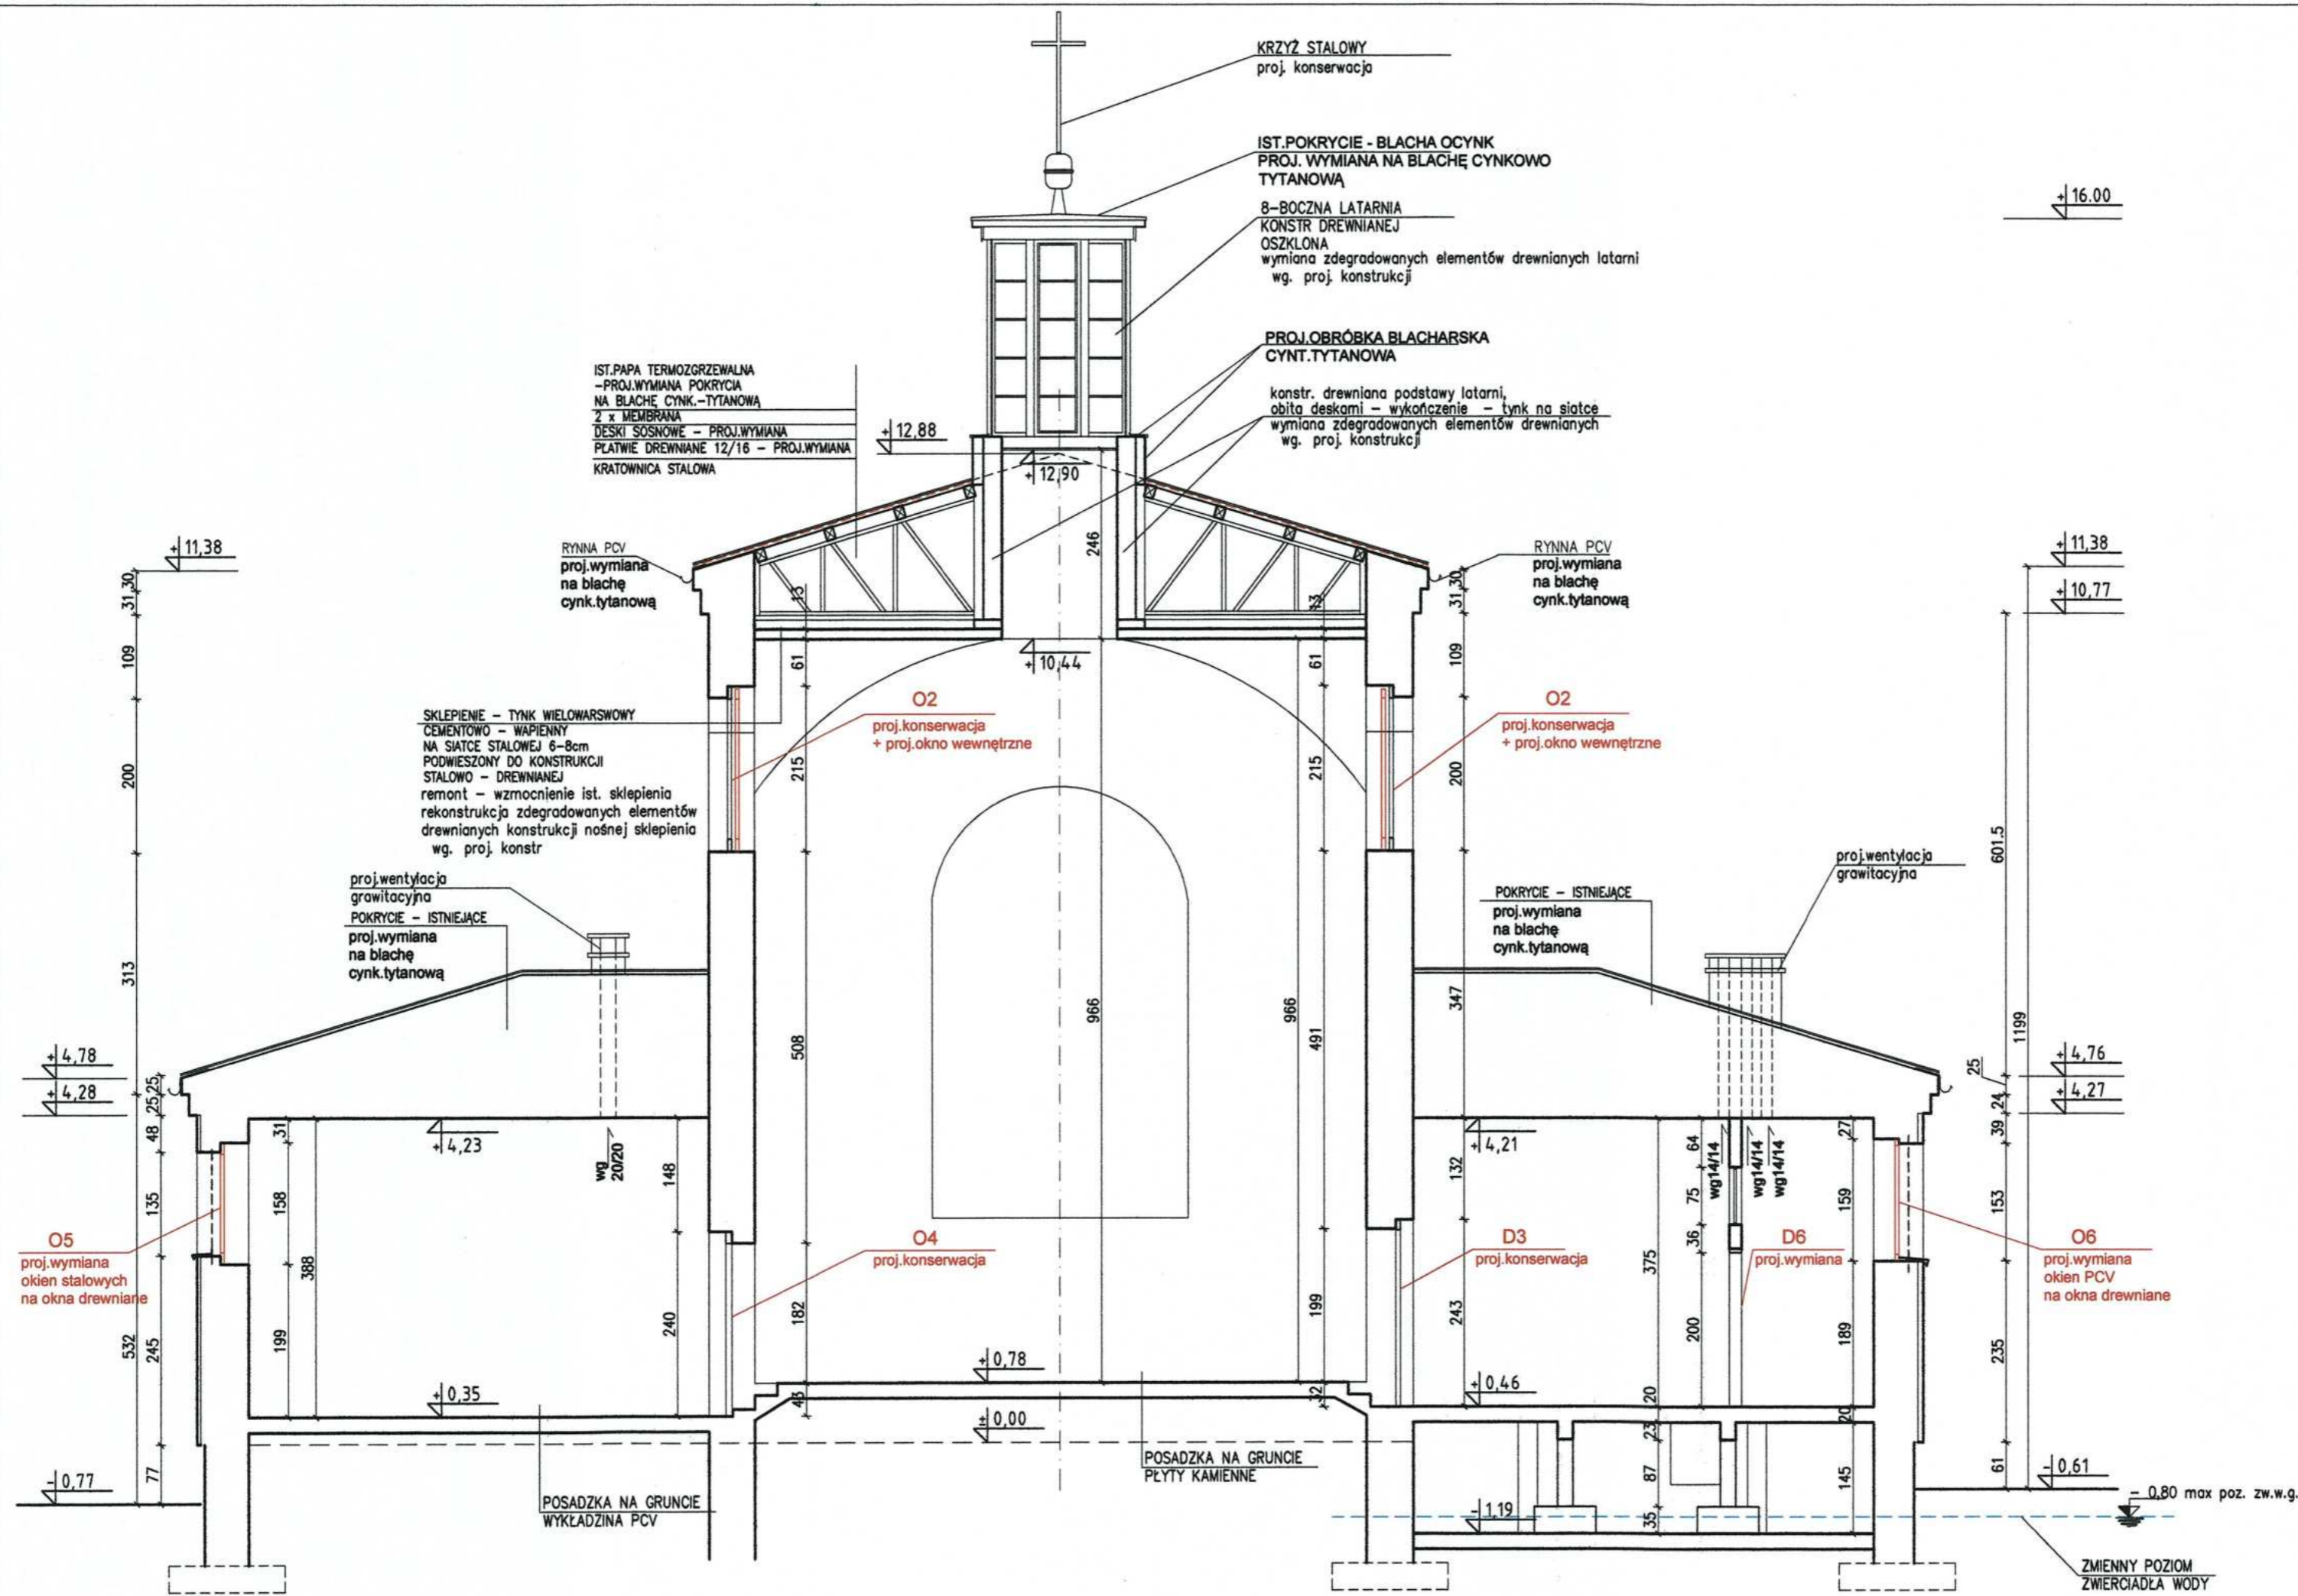 KRZYŻ STALOWY
proj. konserwacja
IST.POKRYCIE - BLACHA OCYNK
PROJ. WYMIANA NA BLACHĘ CYNKOWO
TYTANOWĄ
8-BOCZNA LATARNIA
KONSTR DREWNIANEJ
OSZKLONA
wymiana zdegradowanych elementów drewnianych latarni
wg. proj. konstrukcji
+ 16.00
PROJ.OBRÓBKA BLACHARSKA
CYNT.TYTANOWA
konstr. drewniana podstawy latarni,
obita deskami - wykończenie - tynk na siatce
wymiana zdegradowanych elementów drewnianych
wg. proj. konstrukcji
IST.PAPA TERMOZGRZEWALNA
-PROJ.WYMIANA POKRYCIA
NA BLACHĘ CYNK.-TYTANOWĄ
2 x MEMBRANA
DESKI SOSNOWE - PROJ.WYMIANA
PŁATWIE DREWNIANE 12/16 - PROJ.WYMIANA
KRATOWNICA STALOWA
+ 12,88
+ 12,90
246
+ 11,38
RYNNA PCV
proj.wymiana
na blachę
cynk.tytanową
RYNNA PCV
proj.wymiana
na blachę
cynk.tytanową
+ 11,38
+ 10,77
30
31
109
200
313
532
13
61
215
508
182
43
+ 10,44
966
966
13
61
215
491
199
32
30
31
109
200
347
132
243
SKLEPIENIE - TYNK WIELOWARSWOWY
CEMENTOWO - WAPIENNY
NA SIATCE STALOWEJ 6-8cm
PODWIESZONY DO KONSTRUKCJI
STALOWO - DREWNIANEJ
remont - wzmocnienie ist. sklepienia
rekonstrukcja zdegradowanych elementów
drewnianych konstrukcji nośnej sklepienia
wg. proj. konstr
O2
proj.konserwacja
+ proj.okno wewnętrzne
O2
proj.konserwacja
+ proj.okno wewnętrzne
proj.wentylacja
grawitacyjna
POKRYCIE - ISTNIEJĄCE
proj.wymiana
na blachę
cynk.tytanową
POKRYCIE - ISTNIEJĄCE
proj.wymiana
na blachę
cynk.tytanową
proj.wentylacja
grawitacyjna
601.5
1199
+ 4,78
+ 4,28
25
25
48
135
245
77
+ 4,76
+ 4,27
25
24
39
153
235
61
31
158
199
388
+ 4,23
wg
20/20
148
240
+ 4,21
375
64
75
36
200
wg14/14
wg14/14
wg14/14
27
159
189
O5
proj.wymiana
okien stalowych
na okna drewniane
O4
proj.konserwacja
D3
proj.konserwacja
D6
proj.wymiana
O6
proj.wymiana
okien PCV
na okna drewniane
+ 0,35
+ 0,78
± 0,00
+ 0,46
20
23
87
35
20
145
- 0,77
- 1,19
- 0,61
- 0,80 max poz. zw.w.g.
POSADZKA NA GRUNCIE
WYKŁADZINA PCV
POSADZKA NA GRUNCIE
PŁYTY KAMIENNE
ZMIENNY POZIOM
ZWIERCIADŁA WODY